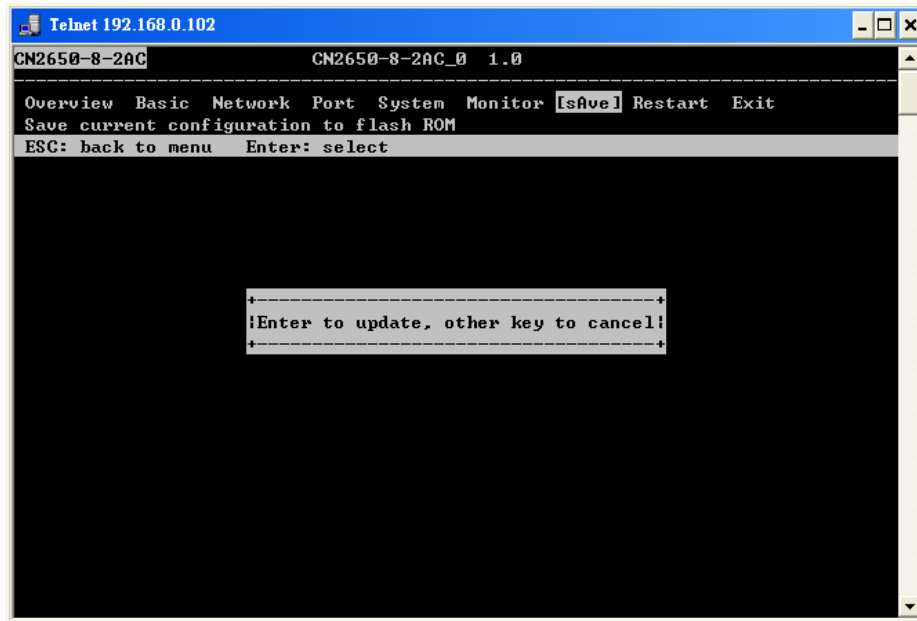 Telnet 192.168.0.102
CN2650-8-2AC CN2650-8-2AC_0 1.0
Overview Basic Network Port System Monitor [sAve] Restart Exit
Save current configuration to flash ROM
ESC: back to menu Enter: select
Enter to update, other key to cancel